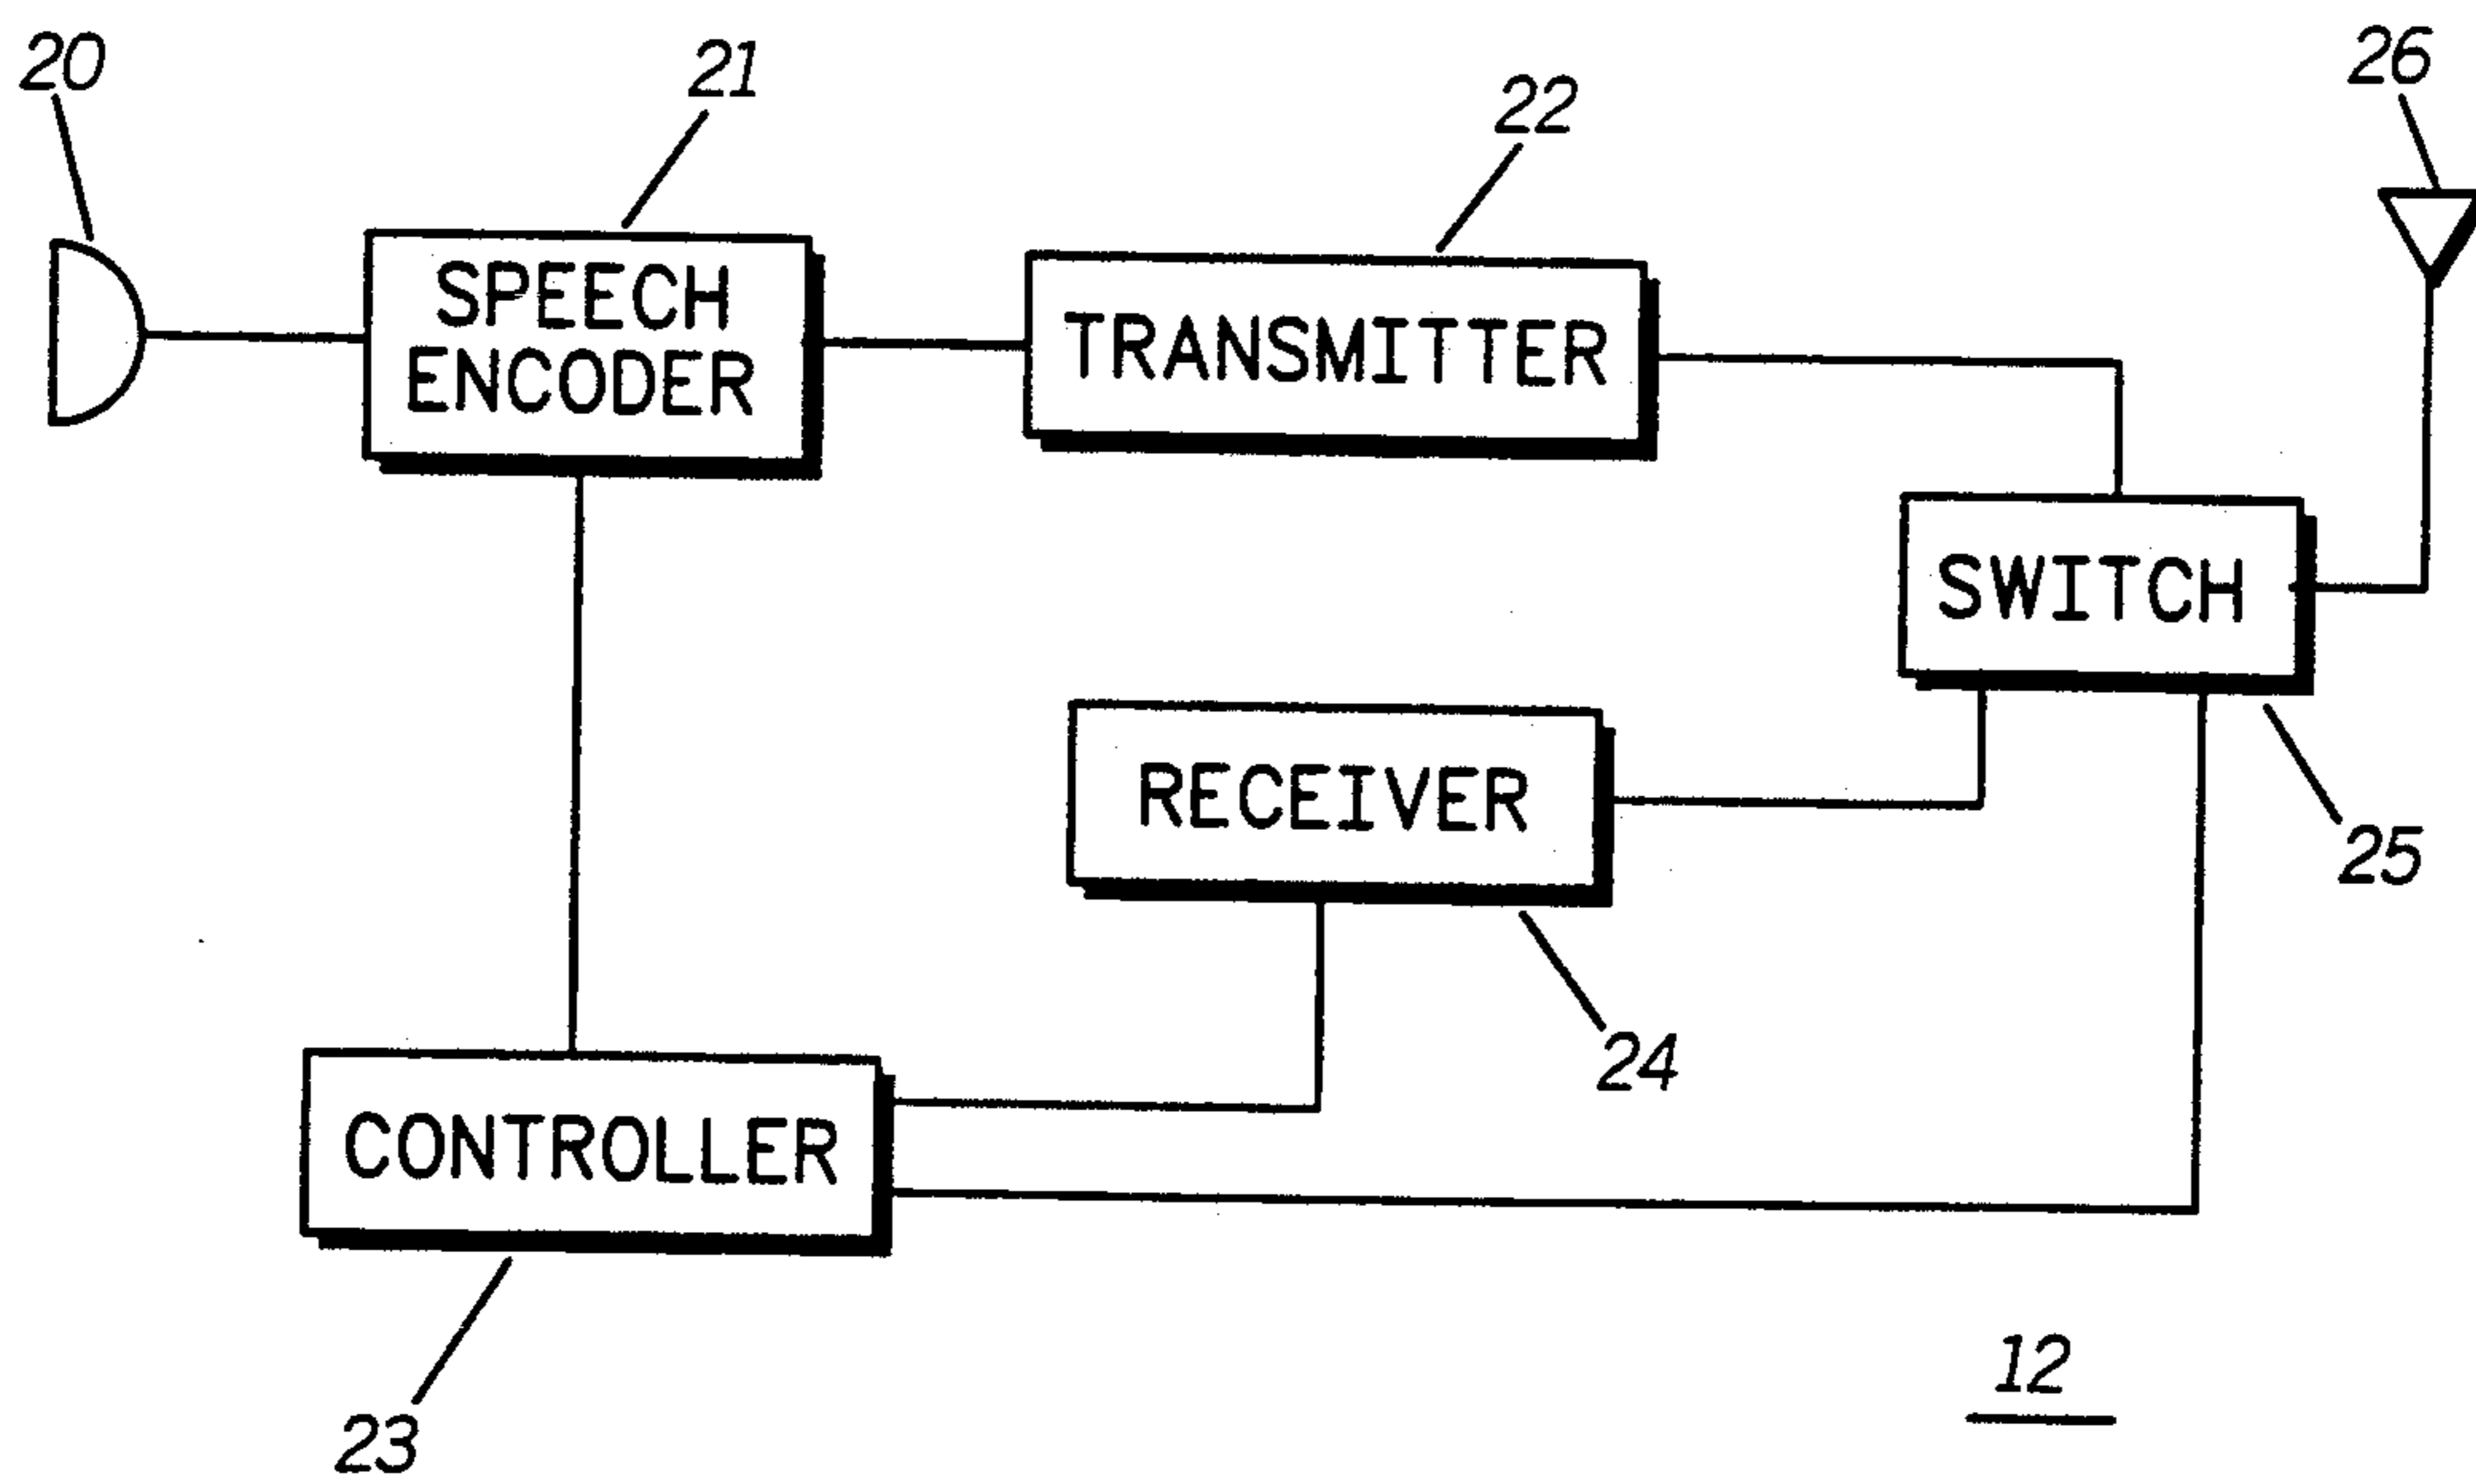 20
21
22
26
SPEECH
ENCODER
TRANSMITTER
SWITCH
RECEIVER
25
24
CONTROLLER
12
23